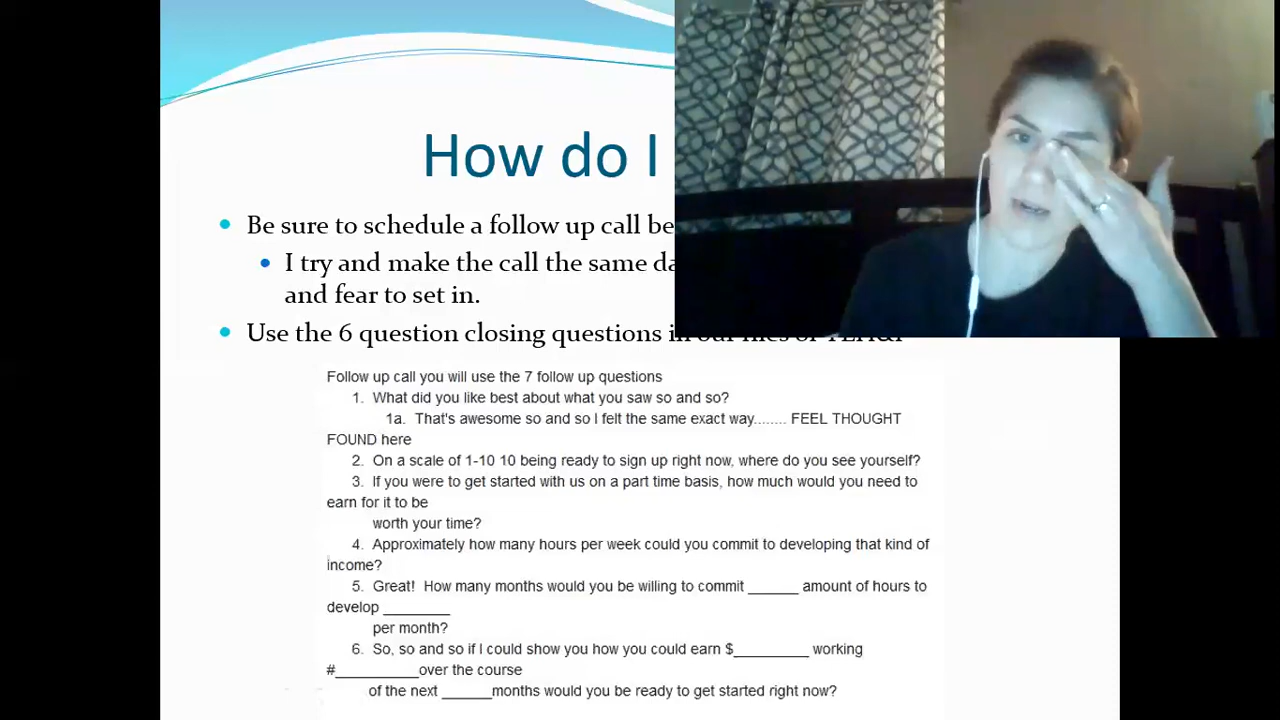 How do I
Be sure to schedule a follow up call be
I try and make the call the same da
and fear to set in.
Use the 6 question closing questions in our files or
Follow up call you will use the 7 follow up questions
1. What did you like best about what you saw so and so?
1a. That's awesome so and so I felt the same exact way........ FEEL THOUGHT
FOUND here
2. On a scale of 1-10 10 being ready to sign up right now, where do you see yourself?
3. If you were to get started with us on a part time basis, how much would you need to
earn for it to be
worth your time?
4. Approximately how many hours per week could you commit to developing that kind of
income?
5. Great! How many months would you be willing to commit ______ amount of hours to
develop ________
per month?
6. So, so and so if I could show you how you could earn $_________ working
#__________over the course
of the next ______months would you be ready to get started right now?